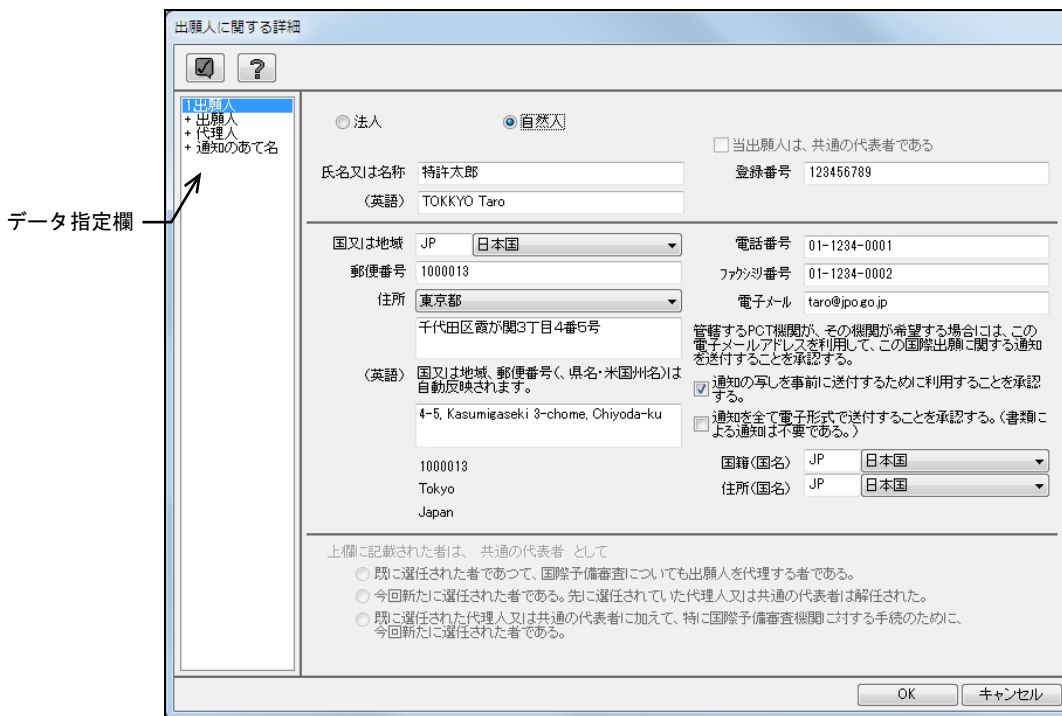 出願人に関する詳細
1出願人
+ 出願人
+ 代理人
+ 通知のあて名
データ指定欄
法人
自然人
当出願人は、共通の代表者である
氏名又は名称 特許太郎
登録番号 123456789
(英語) TOKKYO Taro
国又は地域 JP 日本国
電話番号 01-1234-0001
郵便番号 1000013
ファクシミリ番号 01-1234-0002
住所 東京都
電子メール taro@jpo.go.jp
千代田区霞が関3丁目4番5号
管轄するPCT機関が、その機関が希望する場合には、この
電子メールアドレスを利用して、この国際出願に関する通知
を送付することを承認する。
(英語) 国又は地域、郵便番号(、県名・米国州名)は
自動反映されます。
通知の写しを事前に送付するために利用することを承認
する。
4-5, Kasumigaseki 3-chome, Chiyoda-ku
通知を全て電子形式で送付することを承認する。(書類に
よる通知は不要である。)
1000013
Tokyo
Japan
国籍(国名) JP 日本国
住所(国名) JP 日本国
上欄に記載された者は、 共通の代表者 として
既に選任された者であつて、国際予備審査についても出願人を代理する者である。
今回新たに選任された者である。先に選任されていた代理人又は共通の代表者は解任された。
既に選任された代理人又は共通の代表者に加えて、特に国際予備審査機関に対する手続のために、
今回新たに選任された者である。
OK キャンセル